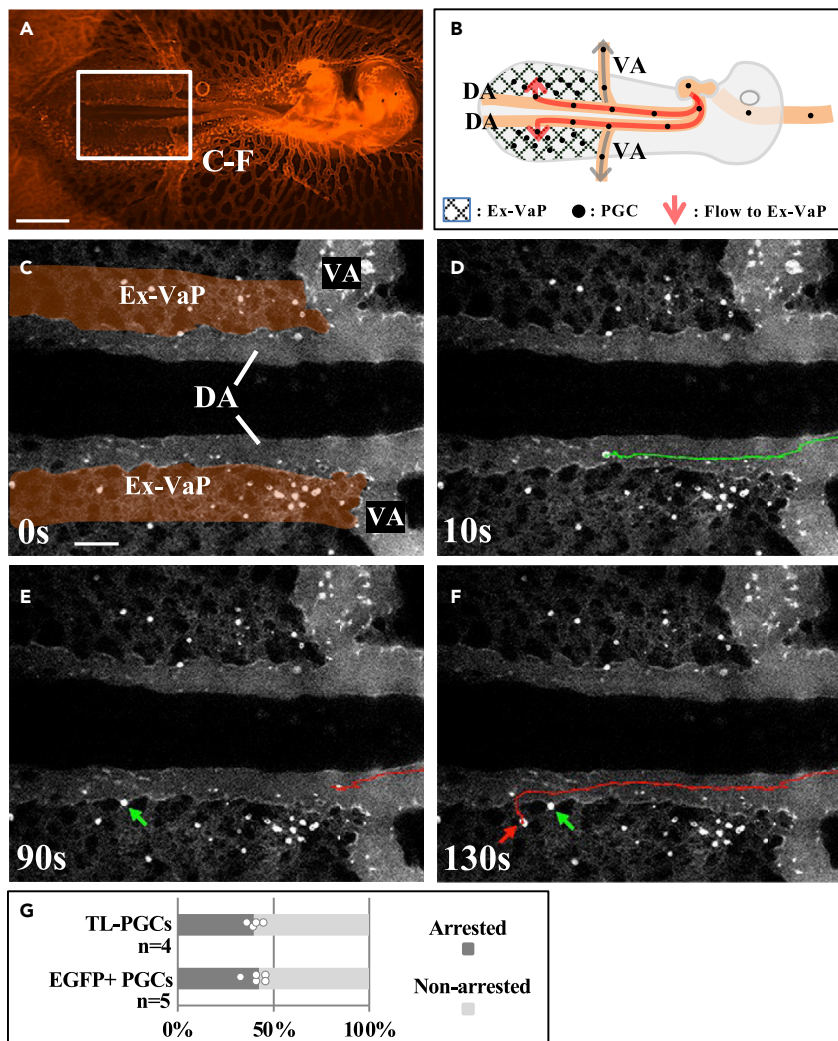 A
C-F
B
VA
DA
DA
VA
: Ex-VaP
: PGC
: Flow to Ex-VaP
C
VA
Ex-VaP
DA
Ex-VaP
VA
0s
D
10s
E
90s
F
130s
G
TL-PGCs
n=4
EGFP+ PGCs
n=5
0%
50%
100%
Arrested
Non-arrested